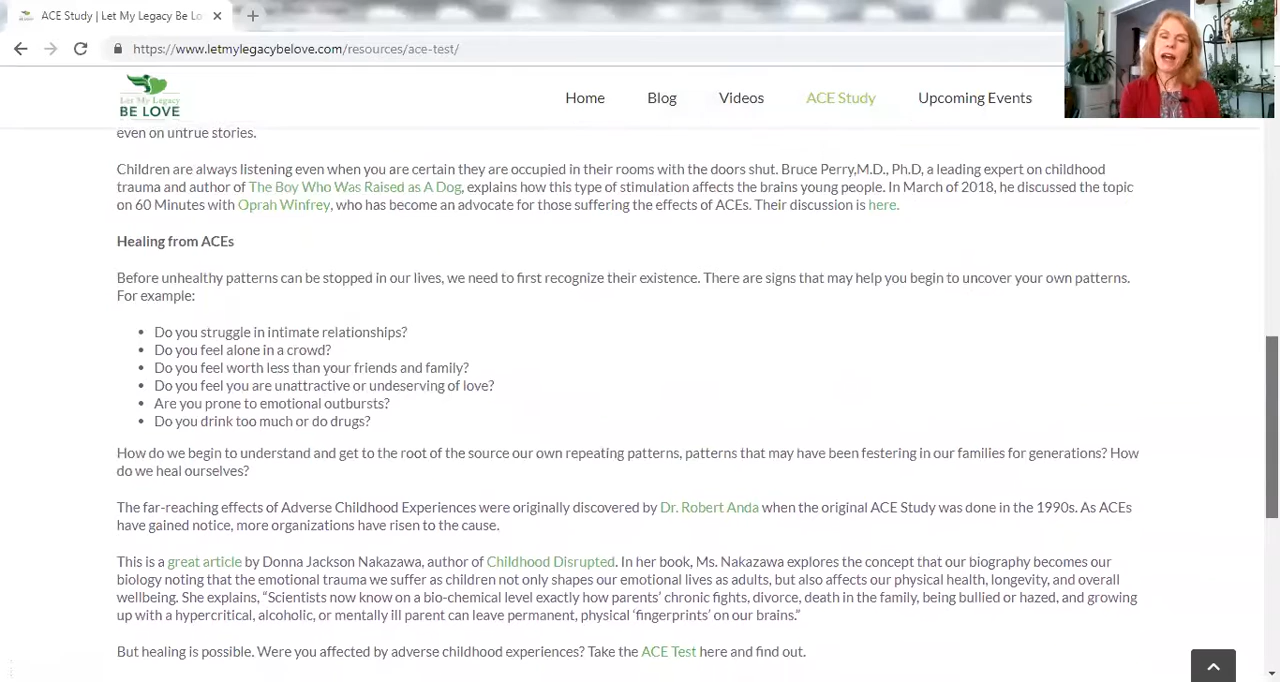 ACE Study | Let My Legacy Be Lo
https://www.letmylegacybelove.com/resources/ace-test/
Let My Legacy
BE LOVE
Home Blog Videos ACE Study Upcoming Events
even on untrue stories.
Children are always listening even when you are certain they are occupied in their rooms with the doors shut. Bruce Perry,M.D., Ph.D, a leading expert on childhood
trauma and author of The Boy Who Was Raised as A Dog, explains how this type of stimulation affects the brains young people. In March of 2018, he discussed the topic
on 60 Minutes with Oprah Winfrey, who has become an advocate for those suffering the effects of ACEs. Their discussion is here.
Healing from ACEs
Before unhealthy patterns can be stopped in our lives, we need to first recognize their existence. There are signs that may help you begin to uncover your own patterns.
For example:
• Do you struggle in intimate relationships?
• Do you feel alone in a crowd?
• Do you feel worth less than your friends and family?
• Do you feel you are unattractive or undeserving of love?
• Are you prone to emotional outbursts?
• Do you drink too much or do drugs?
How do we begin to understand and get to the root of the source our own repeating patterns, patterns that may have been festering in our families for generations? How
do we heal ourselves?
The far-reaching effects of Adverse Childhood Experiences were originally discovered by Dr. Robert Anda when the original ACE Study was done in the 1990s. As ACEs
have gained notice, more organizations have risen to the cause.
This is a great article by Donna Jackson Nakazawa, author of Childhood Disrupted. In her book, Ms. Nakazawa explores the concept that our biography becomes our
biology noting that the emotional trauma we suffer as children not only shapes our emotional lives as adults, but also affects our physical health, longevity, and overall
wellbeing. She explains, “Scientists now know on a bio-chemical level exactly how parents’ chronic fights, divorce, death in the family, being bullied or hazed, and growing
up with a hypercritical, alcoholic, or mentally ill parent can leave permanent, physical ‘fingerprints’ on our brains.”
But healing is possible. Were you affected by adverse childhood experiences? Take the ACE Test here and find out.